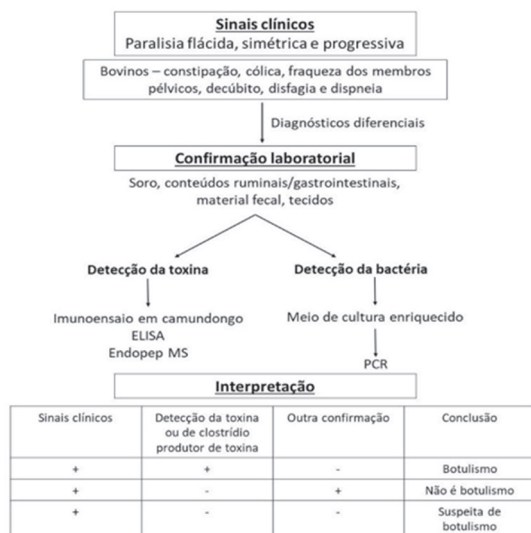 Sinais clínicos
Paralisia flácida, simétrica e progressiva
Bovinos – constipação, cólica, fraqueza dos membros
pélvicos, decúbito, disfagia e dispneia
Diagnósticos diferenciais
Confirmação laboratorial
Soro, conteúdos ruminais/gastrointestinais,
material fecal, tecidos
Detecção da toxina
Detecção da bactéria
Imunoensaio em camundongo
ELISA
Endopep MS
Meio de cultura enriquecido
PCR
Interpretação
Sinais clínicos
Detecção da toxina
ou de clostrídio
produtor de toxina
Outra confirmação
Conclusão
+ + - Botulismo
+ - + Não é botulismo
+ - - Suspeita de
botulismo